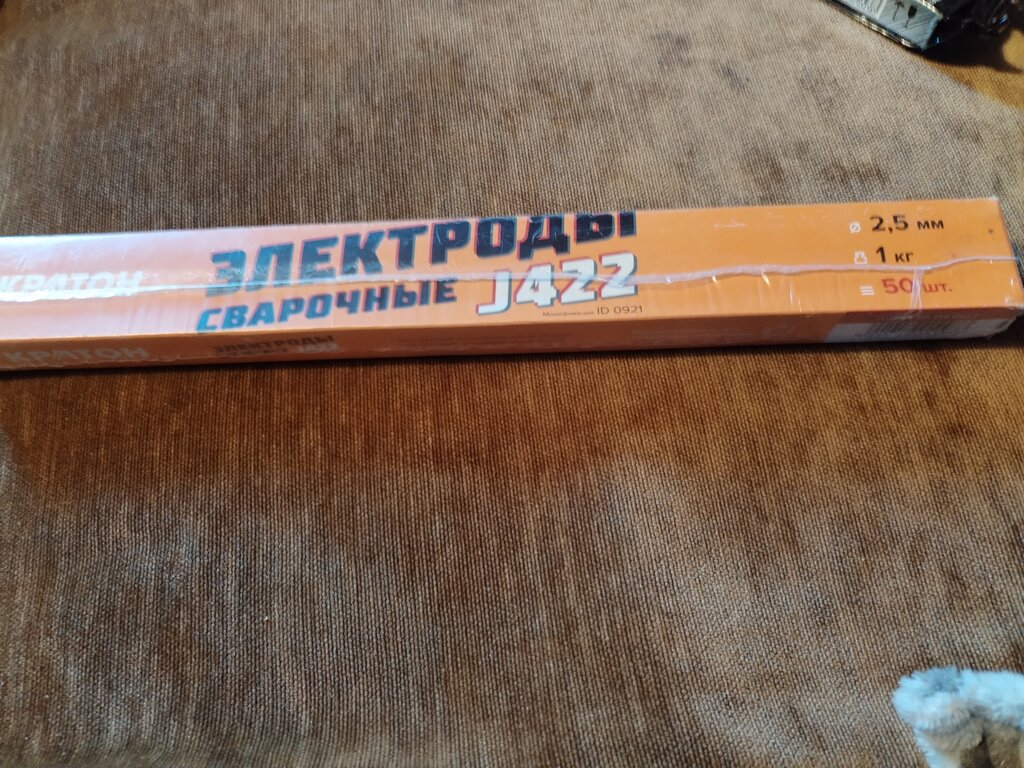 КРАТОН
ЭЛЕКТРОДЫ
СВАРОЧНЫЕ J422
Модификация ID 0921
⌀ 2,5 мм
1 кг
50 шт.
КРАТОН
ЭЛЕКТРОДЫ